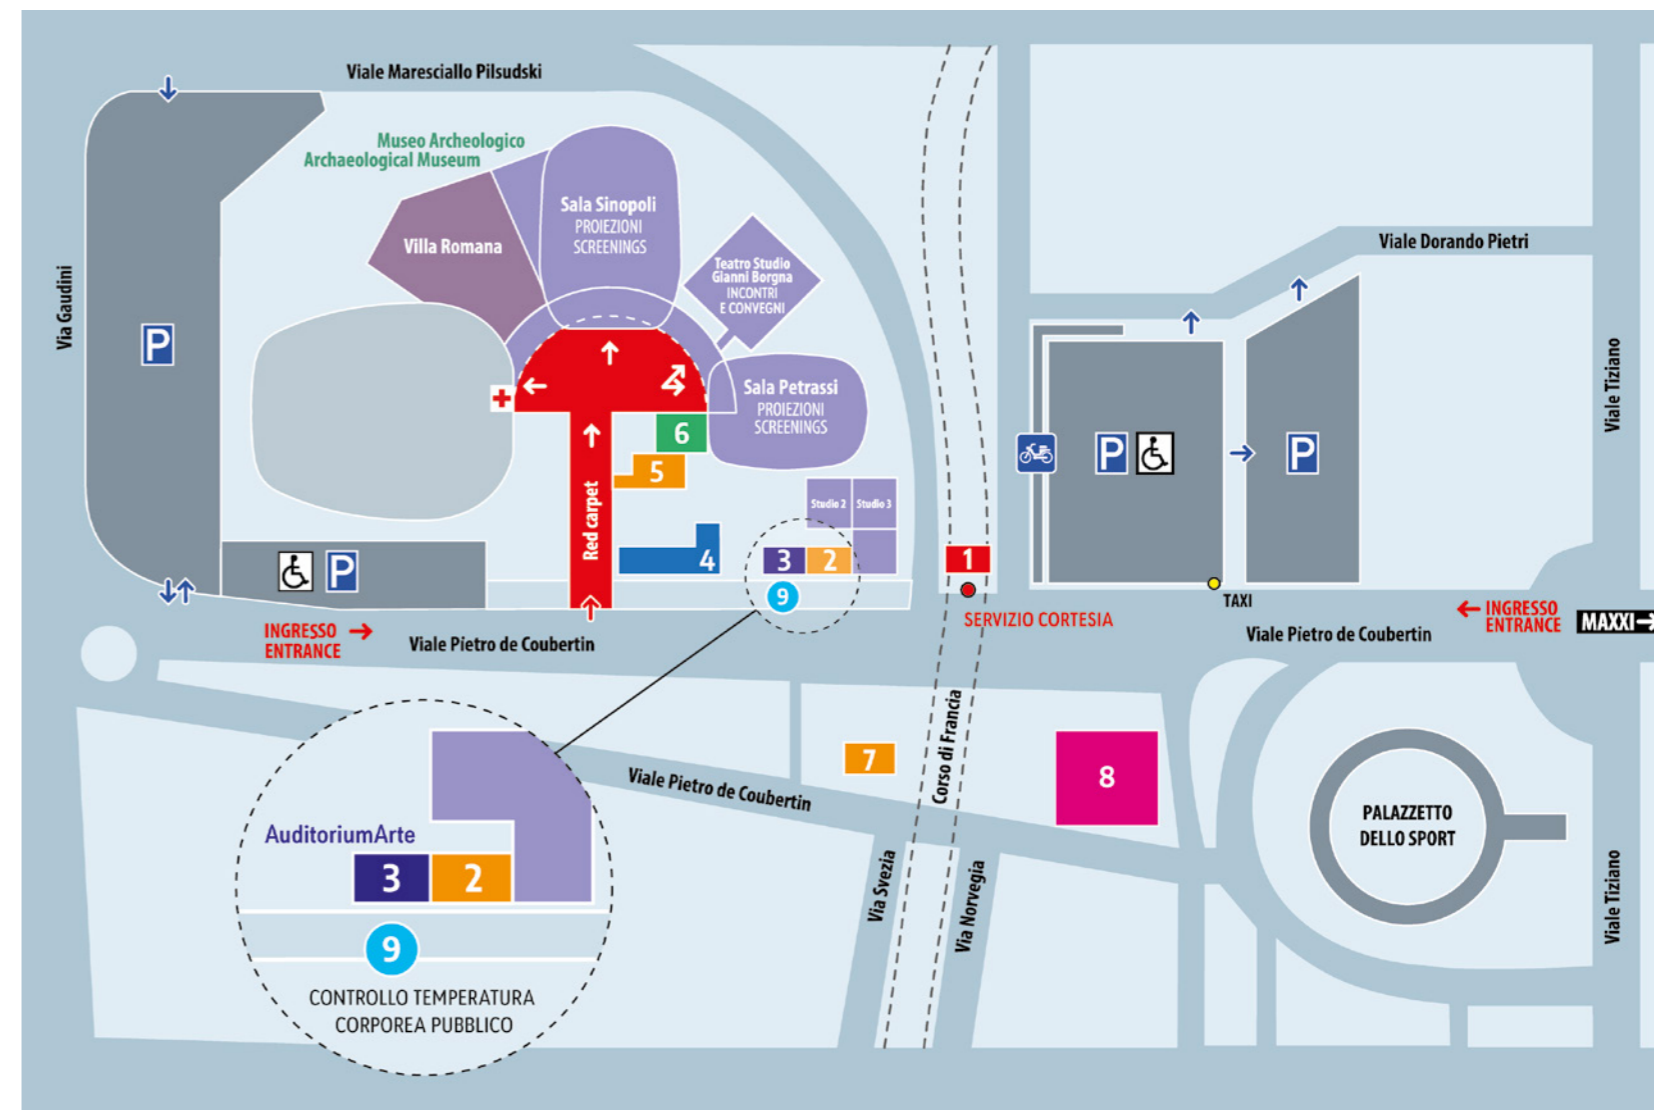 Viale Maresciallo Pilsudski
Museo Archeologico
Archaeological Museum
Sala Sinopoli
PROIEZIONI
SCREENINGS
Villa Romana
Teatro Studio
Gianni Borgna
INCONTRI
E CONVEGNI
Viale Dorando Pietri
Via Gaudini
P
Viale Tiziano
Sala Petrassi
PROIEZIONI
SCREENINGS
6
5
P
P
Red carpet
Studio 2
Studio 3
4
3
2
1
P
9
TAXI
SERVIZIO CORTESIA
INGRESSO
ENTRANCE
Viale Pietro de Coubertin
Viale Pietro de Coubertin
INGRESSO
ENTRANCE
MAXXI
Corso di Francia
7
8
Viale Pietro de Coubertin
PALAZZETTO
DELLO SPORT
AuditoriumArte
3
2
Via Svezia
Via Norvegia
Viale Tiziano
9
CONTROLLO TEMPERATURA
CORPOREA PUBBLICO